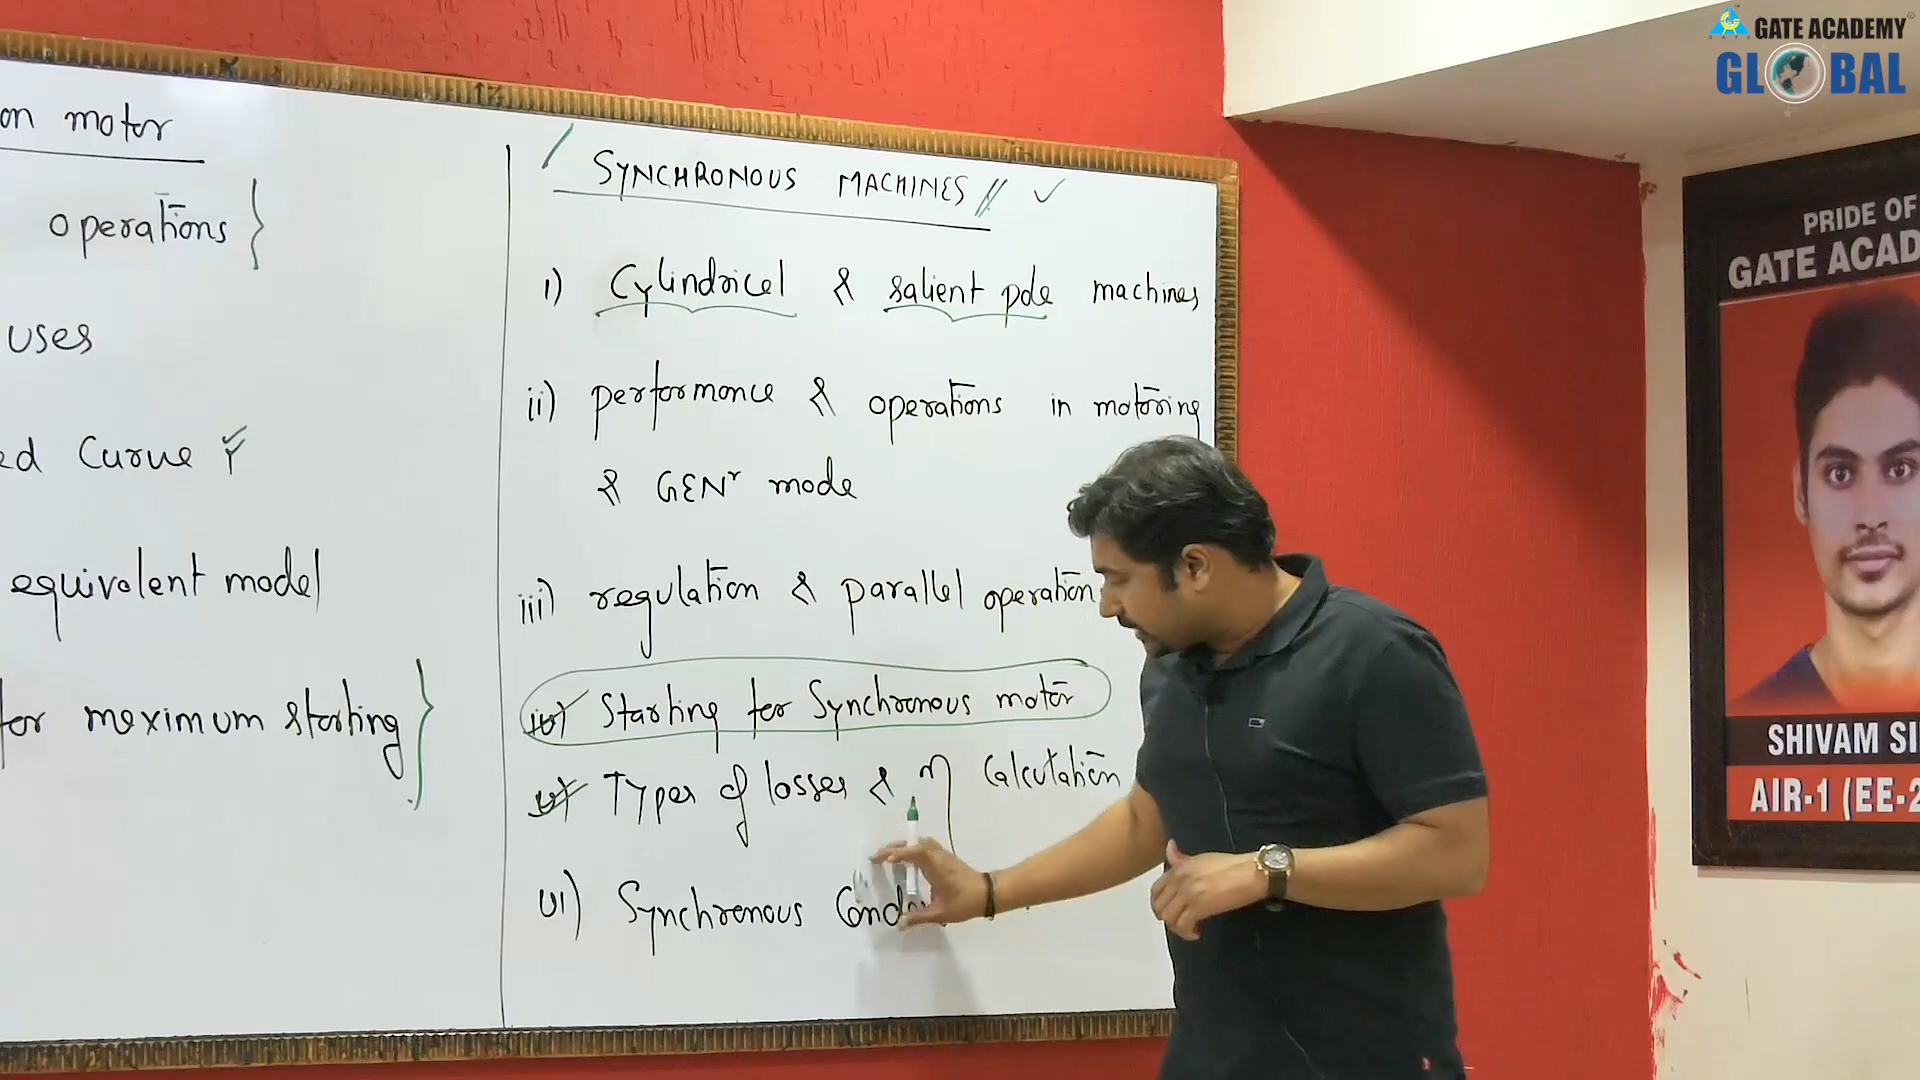 GATE ACADEMY
GLOBAL
on motor
operations
uses
ed Curve
equivalent model
for maximum starting
SYNCHRONOUS MACHINES
i) Cylindrical & salient pole machines
ii) performance & operations in motoring
& GENr mode
iii) regulation & parallel operation
iv) Starting for Synchronous motor
v) Types of losses & η Calculation
vi) Synchronous
PRIDE OF
GATE ACAD
SHIVAM SI
AIR-1 (EE-2